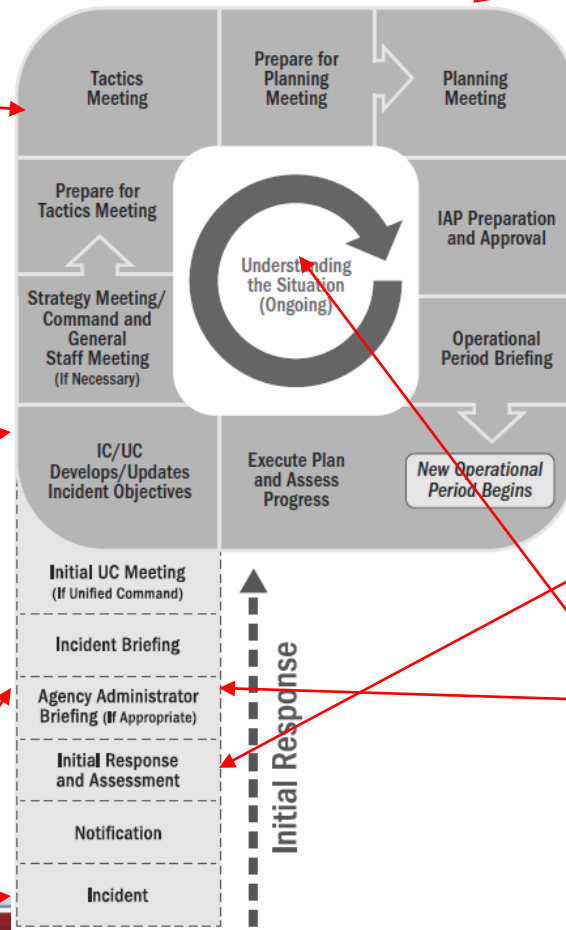 Tactics
Meeting
Prepare for
Planning
Meeting
Planning
Meeting
Prepare for
Tactics Meeting
Understanding
the Situation
(Ongoing)
IAP Preparation
and Approval
Strategy Meeting/
Command and
General
Staff Meeting
(If Necessary)
Operational
Period Briefing
IC/UC
Develops/Updates
Incident Objectives
Execute Plan
and Assess
Progress
New Operational
Period Begins
Initial UC Meeting
(If Unified Command)
Incident Briefing
Agency Administrator
Briefing (If Appropriate)
Initial Response
and Assessment
Notification
Incident
Initial Response